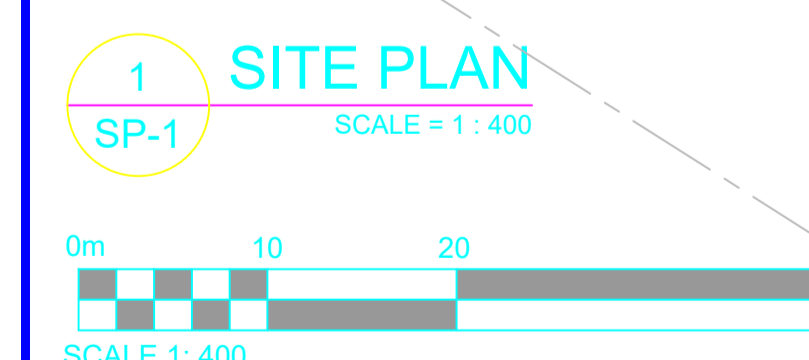 1
SITE PLAN
SP-1
SCALE = 1 : 400
0m 10 20
SCALE 1: 400